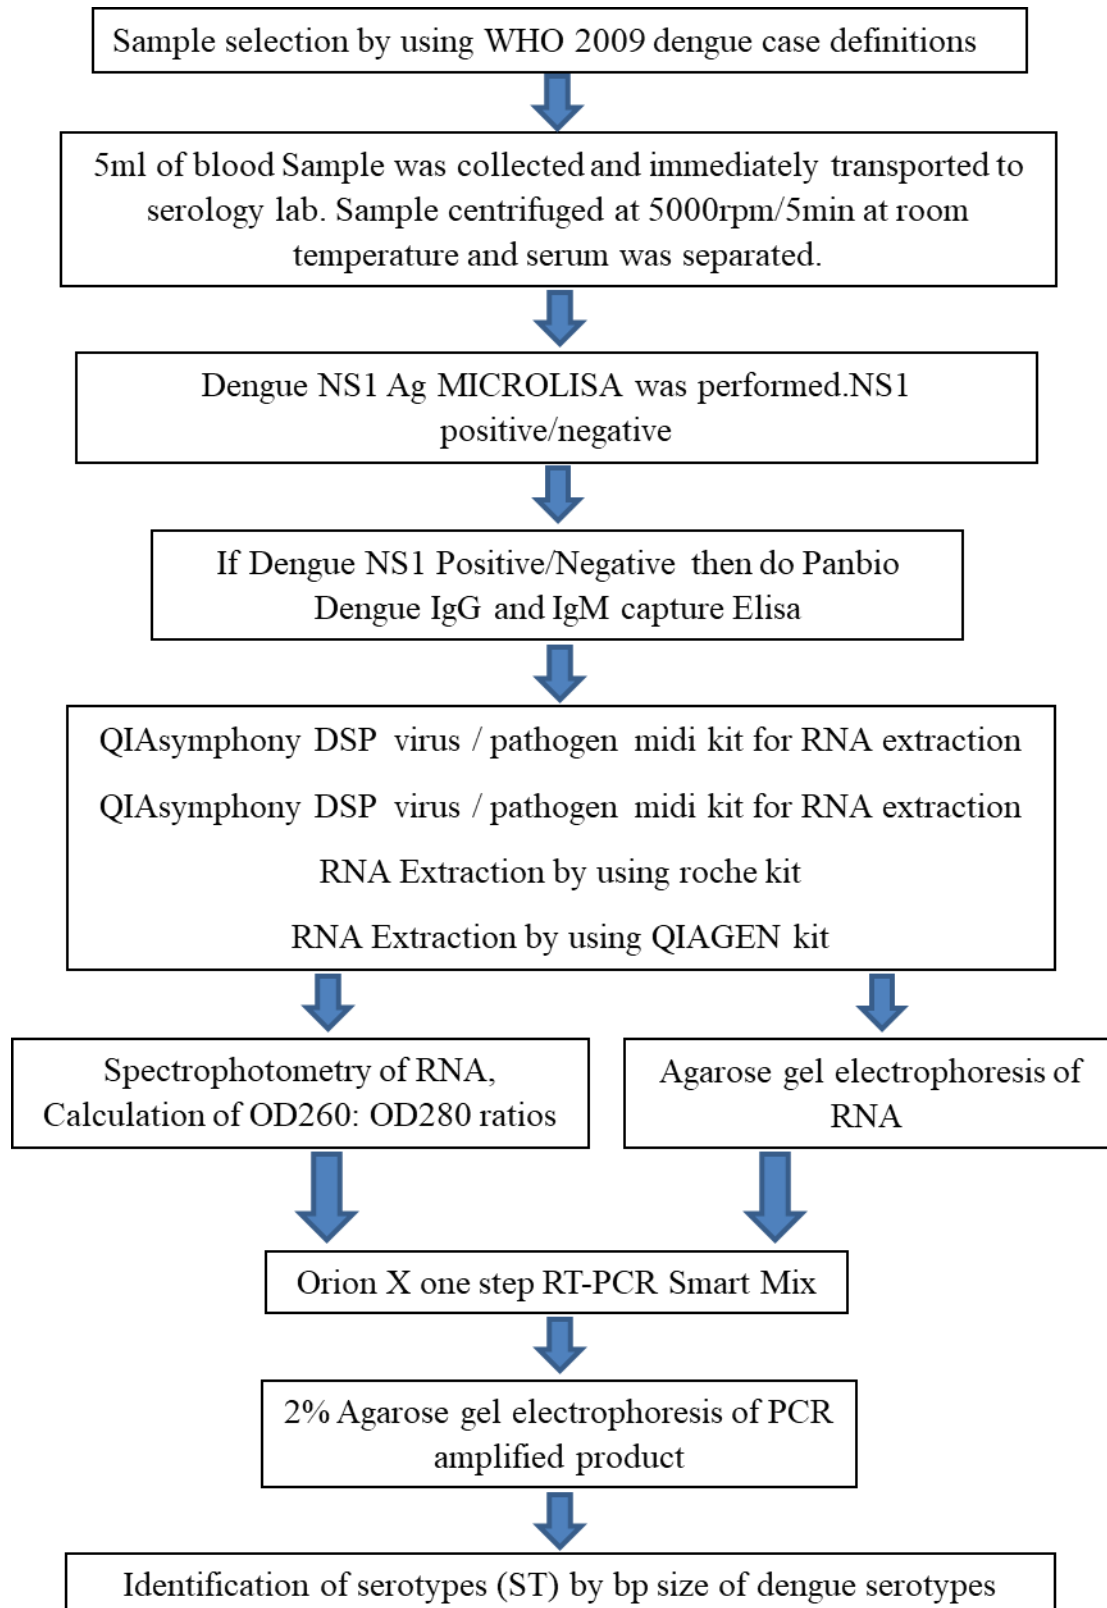 Sample selection by using WHO 2009 dengue case definitions
5ml of blood Sample was collected and immediately transported to
serology lab. Sample centrifuged at 5000rpm/5min at room
temperature and serum was separated.
Dengue NS1 Ag MICROLISA was performed.NS1
positive/negative
If Dengue NS1 Positive/Negative then do Panbio
Dengue IgG and IgM capture Elisa
QIAsymphony DSP virus / pathogen midi kit for RNA extraction
QIAsymphony DSP virus / pathogen midi kit for RNA extraction
RNA Extraction by using roche kit
RNA Extraction by using QIAGEN kit
Spectrophotometry of RNA,
Calculation of OD260: OD280 ratios
Agarose gel electrophoresis of
RNA
Orion X one step RT-PCR Smart Mix
2% Agarose gel electrophoresis of PCR
amplified product
Identification of serotypes (ST) by bp size of dengue serotypes